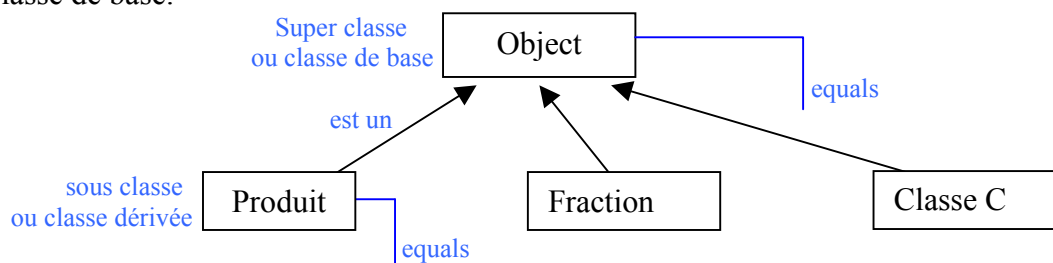 classe de base.
Super classe
ou classe de base
Object
equals
est un
sous classe
ou classe dérivée
Produit
Fraction
Classe C
equals